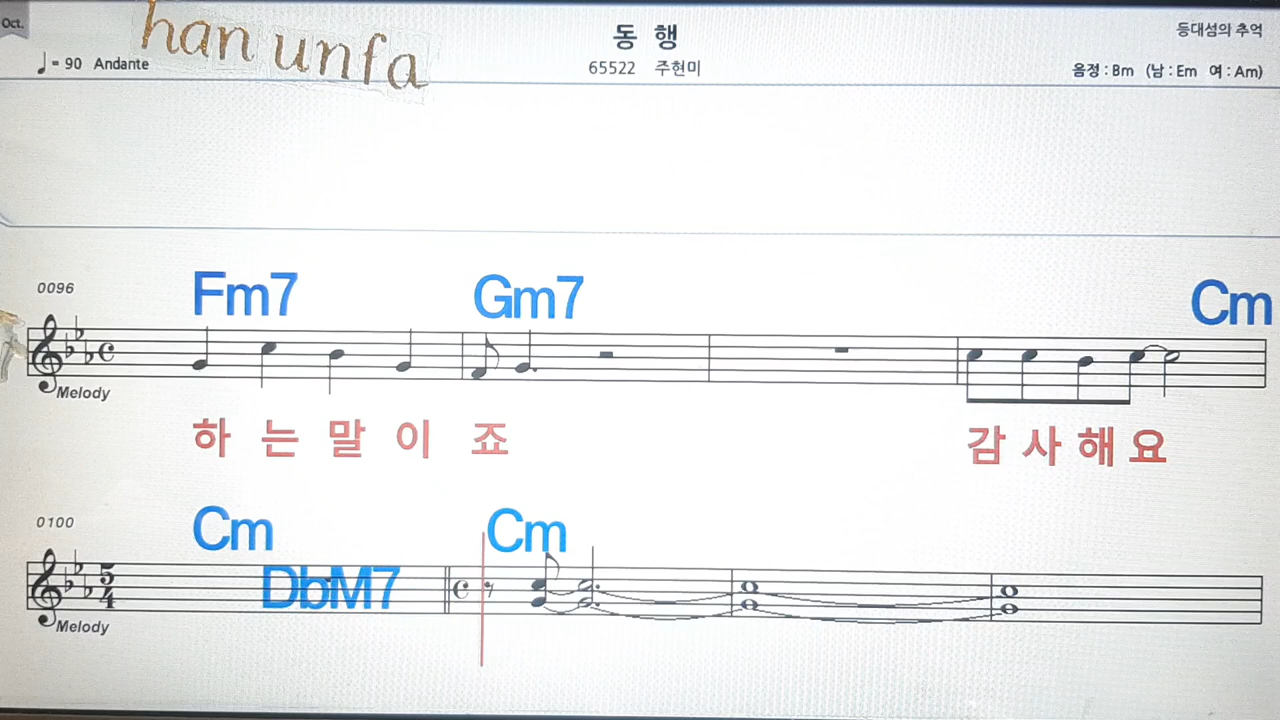 Oct.
han unfa
동 행
등대섬의 추억
♩= 90 Andante
65522 주현미
음정 : Bm (남 : Em 여 : Am)
0096
Fm7 Gm7 Cm
Melody
하 는 말 이 죠 감 사 해 요
0100
Cm DbM7 Cm
5/4
Melody